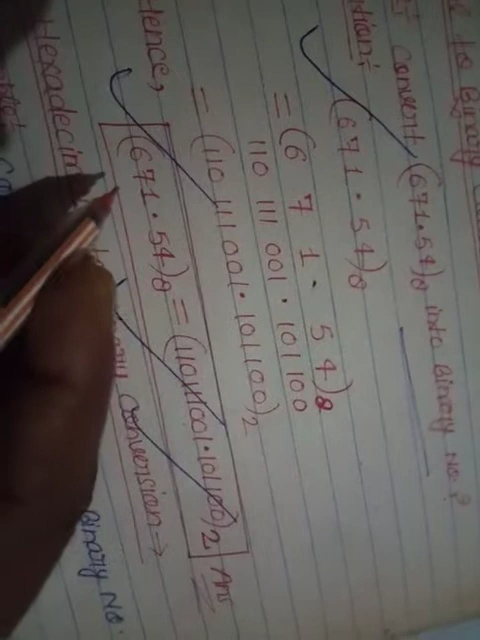 to Binary
Convert (671.54)8 into Binary No.?
(671.54)8
= (6 7 1 . 5 4)8
110 111 001 . 101 100
= (110 111 001 . 101100)2
Hence,
(671.54)8 = (110111001.101100)2 Ans
Conversion →
Binary No.